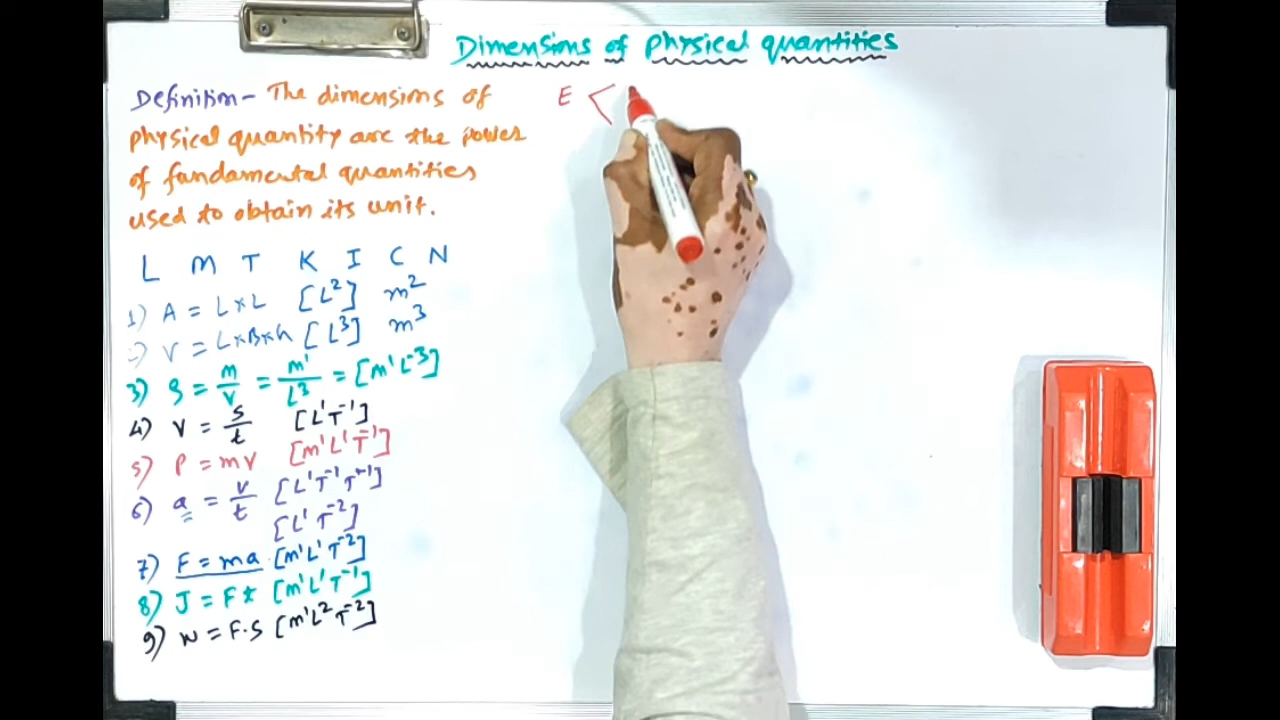 Dimensions of physical quantities
Definition - The dimensions of
physical quantity are the power
of fundamental quantities
used to obtain its unit.
L M T K I C N
1) A = L×L [L²] m²
2) V = L×B×h [L³] m³
3) ρ = m/V = M¹/L³ = [M¹L⁻³]
4) v = s/t [L¹T⁻¹]
5) P = mv [M¹L¹T⁻¹]
6) a = v/t [L¹T⁻¹T⁻¹]
[L¹T⁻²]
7) F = ma [M¹L¹T⁻²]
8) J = F t [M¹L¹T⁻¹]
9) W = F·S [M¹L²T⁻²]
E <